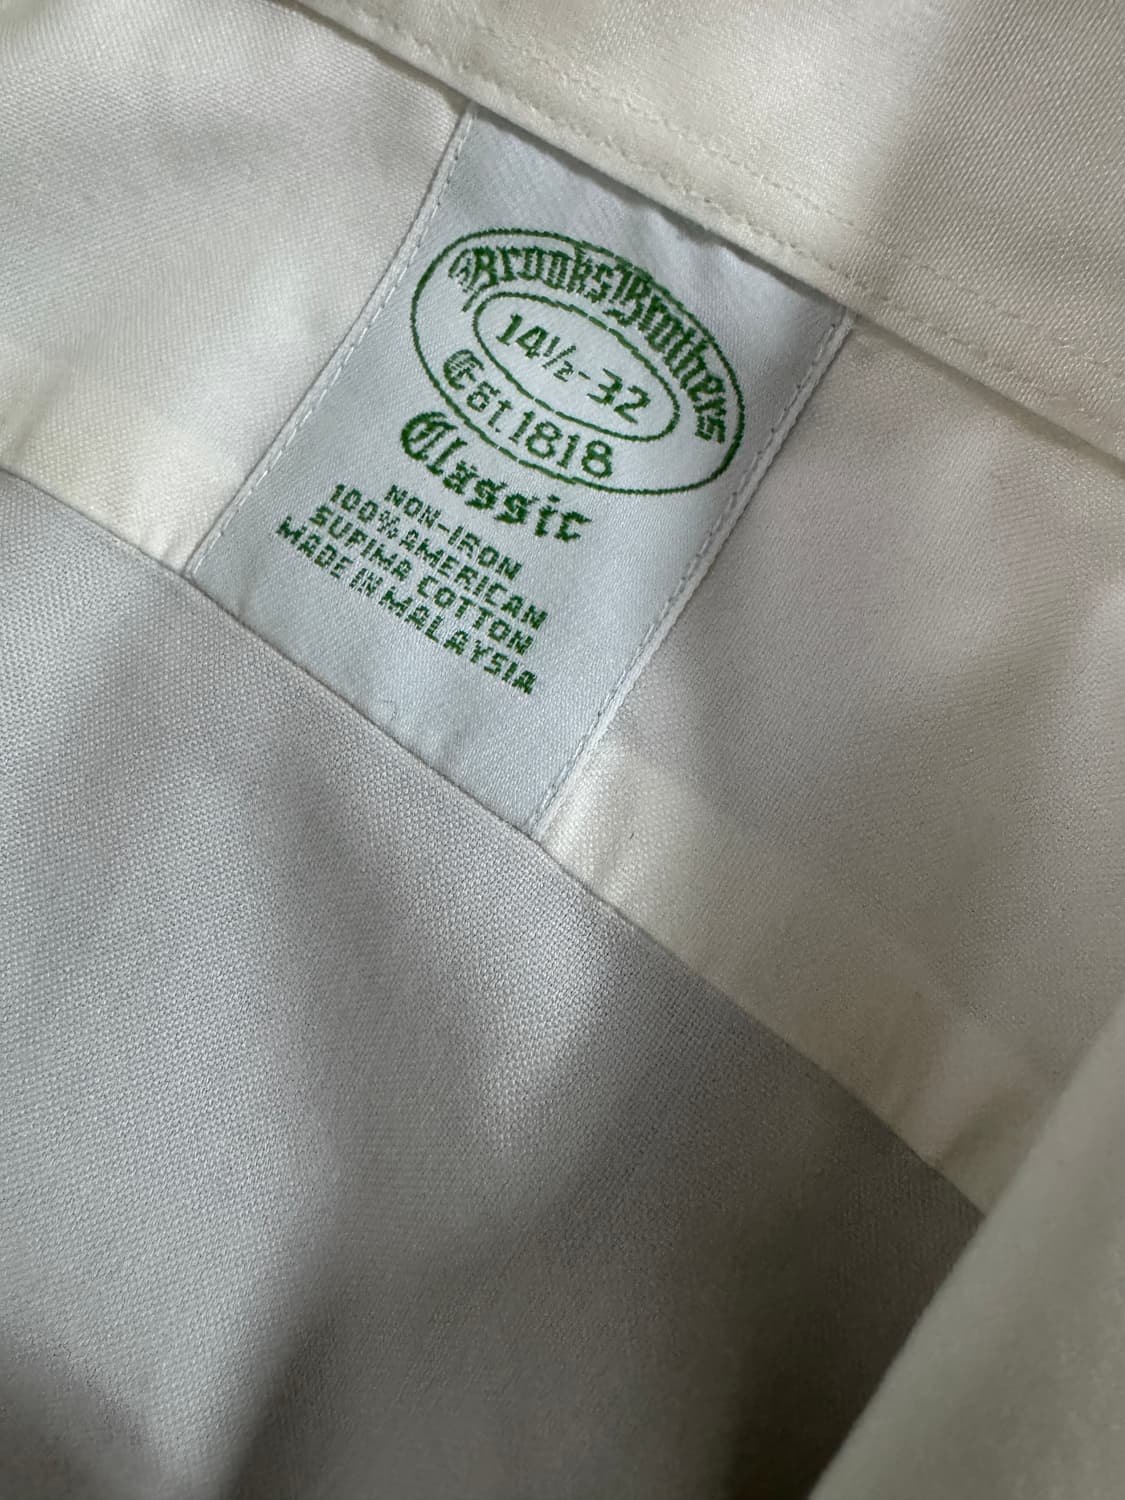 Brooks Brothers
14½-32
Est. 1818
Classic
NON-IRON
100% AMERICAN
SUPIMA COTTON
MADE IN MALAYSIA